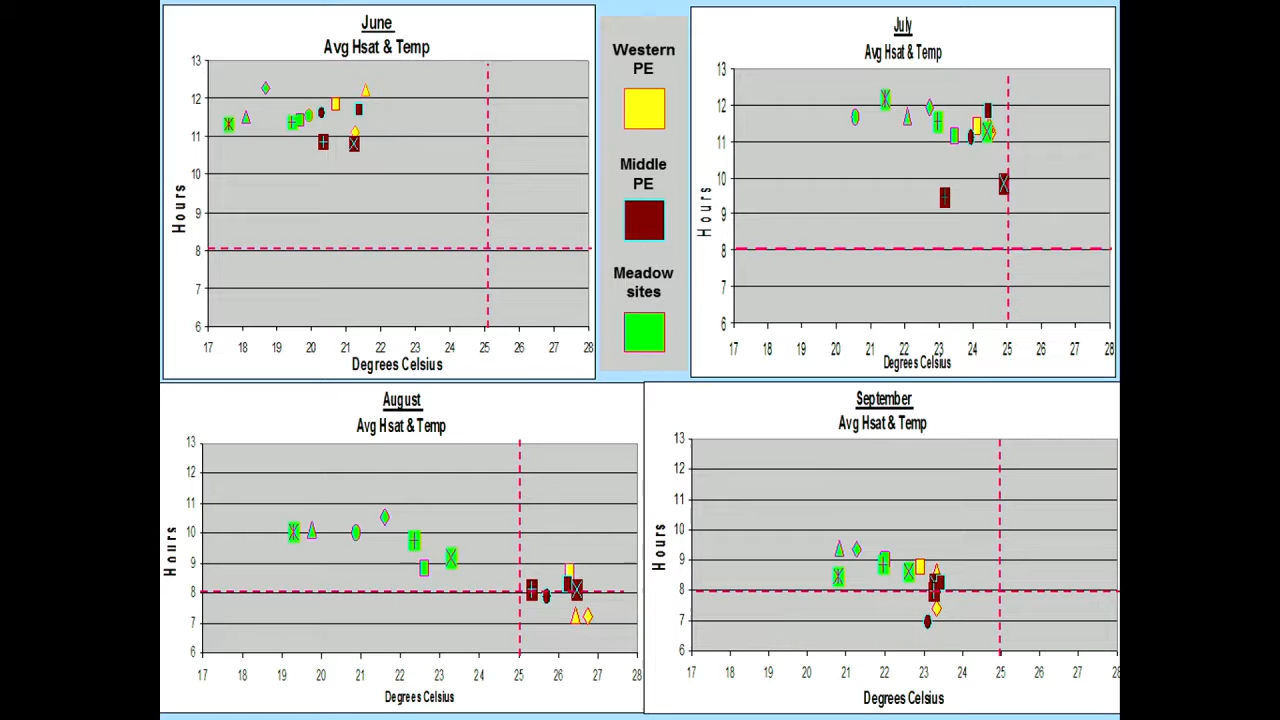 June
Avg Hsat & Temp
13
12
11
10
9
8
7
6
Hours
17 18 19 20 21 22 23 24 25 26 27 28
Degrees Celsius
Western
PE
Middle
PE
Meadow
sites
July
Avg Hsat & Temp
13
12
11
10
9
8
7
6
Hours
17 18 19 20 21 22 23 24 25 26 27 28
Degrees Celsius
August
Avg Hsat & Temp
13
12
11
10
9
8
7
6
Hours
17 18 19 20 21 22 23 24 25 26 27 28
Degrees Celsius
September
Avg Hsat & Temp
13
12
11
10
9
8
7
6
Hours
17 18 19 20 21 22 23 24 25 26 27 28
Degrees Celsius